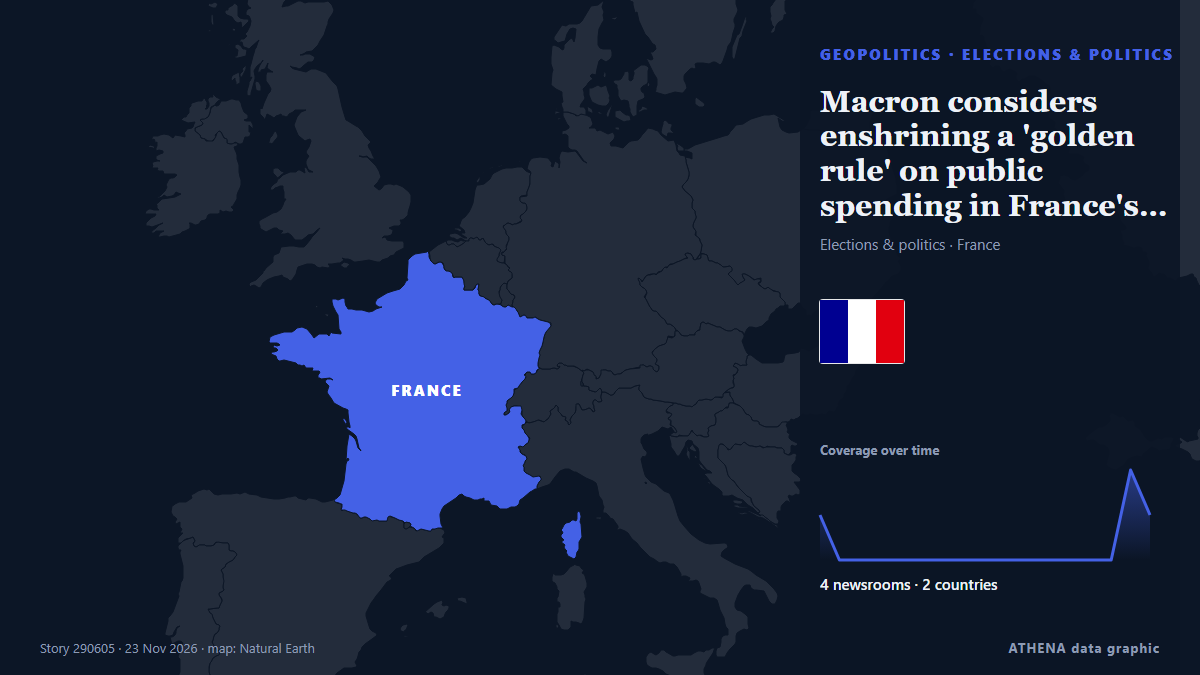 GEOPOLITICS · ELECTIONS & POLITICS
Macron considers
enshrining a 'golden
rule' on public
spending in France's...
Elections & politics · France
FRANCE
Coverage over time
4 newsrooms · 2 countries
Story 290605 · 23 Nov 2026 · map: Natural Earth
ATHENA data graphic